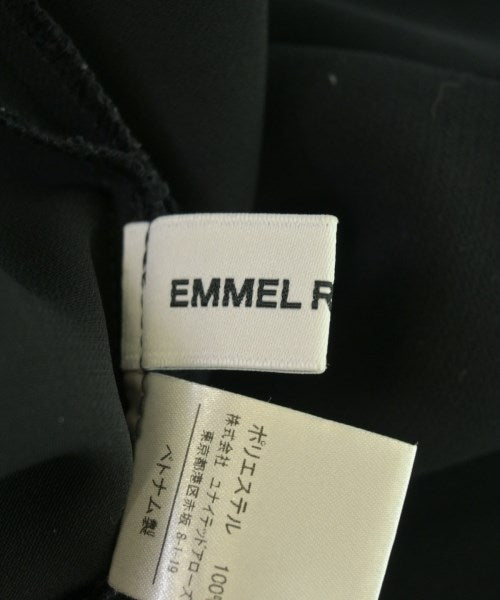 EMMEL R
ポリエステル 100%
株式会社 ユナイテッドアローズ
東京都港区赤坂 8-1-19
ベトナム製